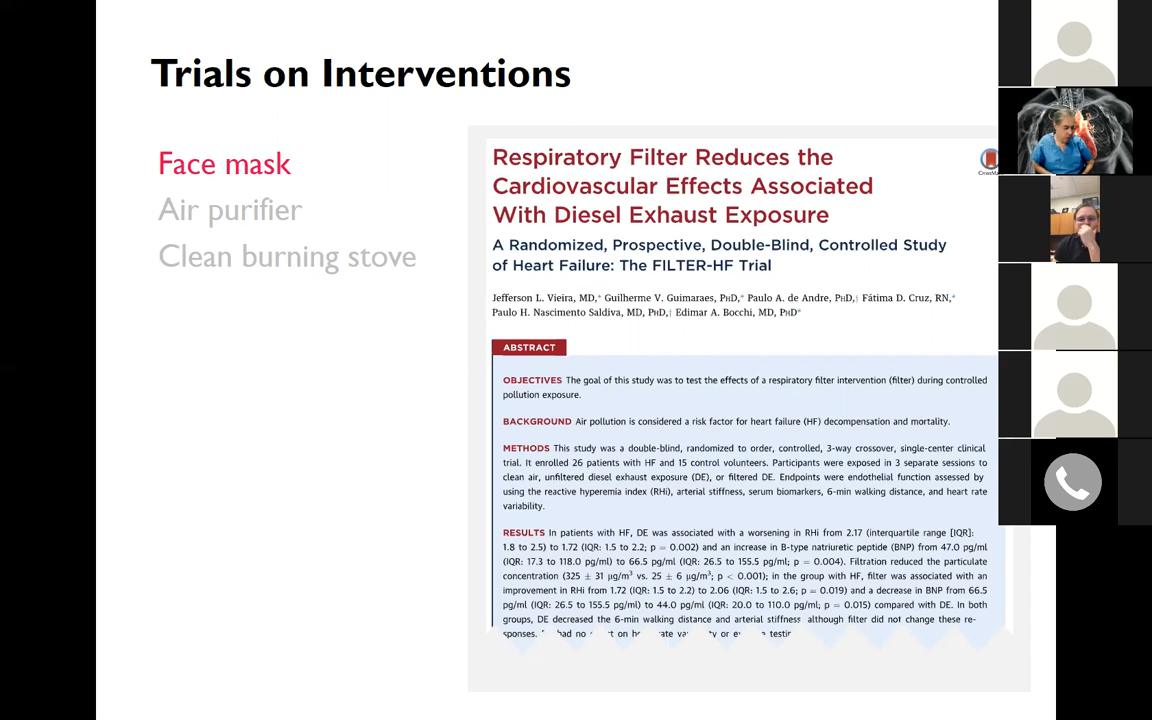 Trials on Interventions
Face mask
Air purifier
Clean burning stove
Respiratory Filter Reduces the
Cardiovascular Effects Associated
With Diesel Exhaust Exposure
A Randomized, Prospective, Double-Blind, Controlled Study
of Heart Failure: The FILTER-HF Trial
Jefferson L. Vieira, MD,* Guilherme V. Guimaraes, PhD,* Paulo A. de Andre, PhD,† Fátima D. Cruz, RN,*
Paulo H. Nascimento Saldiva, MD, PhD,† Edimar A. Bocchi, MD, PhD*
ABSTRACT
OBJECTIVES The goal of this study was to test the effects of a respiratory filter intervention (filter) during controlled
pollution exposure.
BACKGROUND Air pollution is considered a risk factor for heart failure (HF) decompensation and mortality.
METHODS This study was a double-blind, randomized to order, controlled, 3-way crossover, single-center clinical
trial. It enrolled 26 patients with HF and 15 control volunteers. Participants were exposed in 3 separate sessions to
clean air, unfiltered diesel exhaust exposure (DE), or filtered DE. Endpoints were endothelial function assessed by
using the reactive hyperemia index (RHi), arterial stiffness, serum biomarkers, 6-min walking distance, and heart rate
variability.
RESULTS In patients with HF, DE was associated with a worsening in RHi from 2.17 (interquartile range [IQR]:
1.8 to 2.5) to 1.72 (IQR: 1.5 to 2.2; p = 0.002) and an increase in B-type natriuretic peptide (BNP) from 47.0 pg/ml
(IQR: 17.3 to 118.0 pg/ml) to 66.5 pg/ml (IQR: 26.5 to 155.5 pg/ml; p = 0.004). Filtration reduced the particulate
concentration (325 ± 31 μg/m³ vs. 25 ± 6 μg/m³; p < 0.001); in the group with HF, filter was associated with an
improvement in RHi from 1.72 (IQR: 1.5 to 2.2) to 2.06 (IQR: 1.5 to 2.6; p = 0.019) and a decrease in BNP from 66.5
pg/ml (IQR: 26.5 to 155.5 pg/ml) to 44.0 pg/ml (IQR: 20.0 to 110.0 pg/ml; p = 0.015) compared with DE. In both
groups, DE decreased the 6-min walking distance and arterial stiffness although filter did not change these re-
sponses. had no on rate or